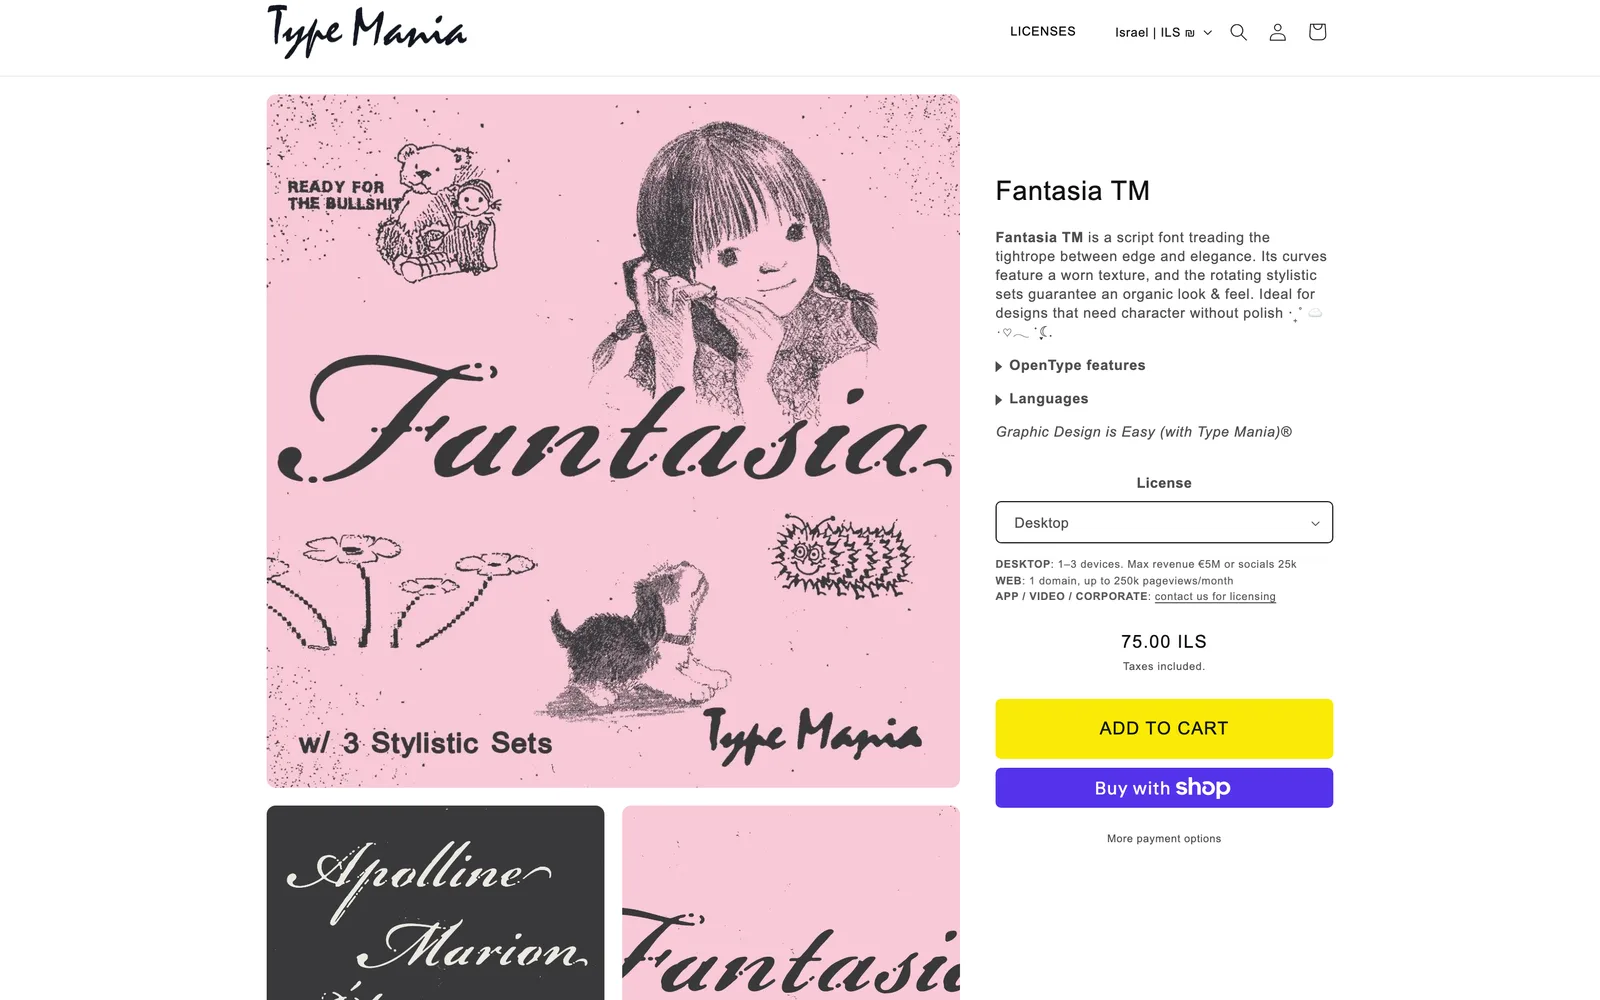 Type Mania
LICENSES
Israel | ILS ₪
READY FOR
THE BULLSHIT
Fantasia
w/ 3 Stylistic Sets
Type Mania
Apolline
Marion
Fantasia
Fantasia TM
Fantasia TM is a script font treading the
tightrope between edge and elegance. Its curves
feature a worn texture, and the rotating stylistic
sets guarantee an organic look & feel. Ideal for
designs that need character without polish ‧₊˚ ☁️
⋅♡𓂃 ࣪ ִֶָ☾.
OpenType features
Languages
Graphic Design is Easy (with Type Mania)®
License
Desktop
DESKTOP: 1–3 devices. Max revenue €5M or socials 25k
WEB: 1 domain, up to 250k pageviews/month
APP / VIDEO / CORPORATE: contact us for licensing
75.00 ILS
Taxes included.
ADD TO CART
Buy with shop
More payment options